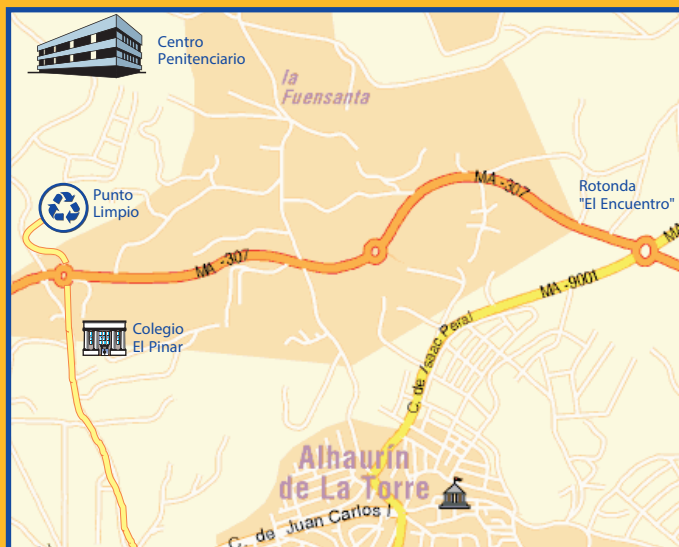 Centro
Penitenciario
la
Fuensanta
MA -307
Rotonda
"El Encuentro"
Punto
Limpio
MA
MA -307
MA -9001
C. de Isaac Peral
Colegio
El Pinar
Alhaurín
de La Torre
C. de Juan Carlos I